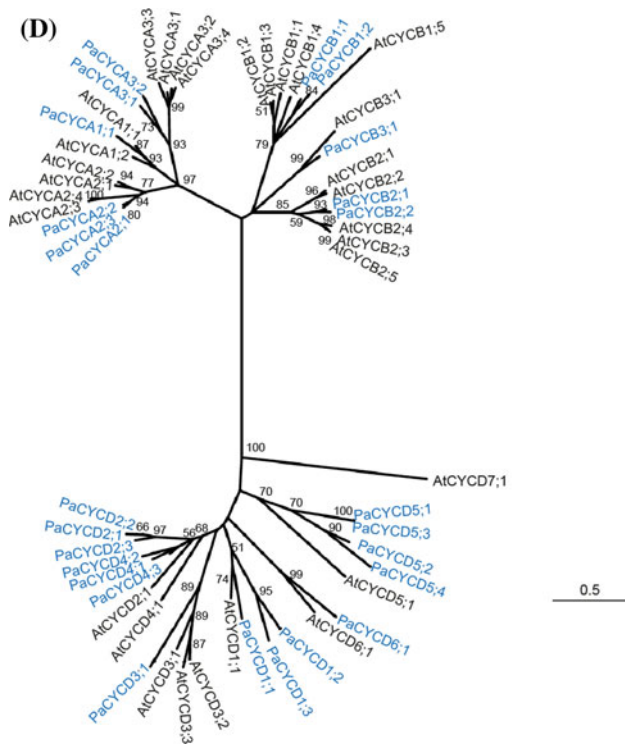 (D)
AtCYCA3;3
AtCYCA3;1
AtCYCA3;2
AtCYCA3;4
PaCYCA3;2
PaCYCA3;1
PaCYCA1;1
AtCYCA1;1
AtCYCA1;2
AtCYCA2;2
AtCYCA2;1
AtCYCA2;4
AtCYCA2;3
PaCYCA2;2
PaCYCA2;3
PaCYCA2;1
99
73
93
87
93
97
94
77
100
94
80
AtCYCB1;2
AtCYCB1;3
AtCYCB1;1
AtCYCB1;4
PaCYCB1;1
PaCYCB1;2
AtCYCB1;5
51
84
79
AtCYCB3;1
PaCYCB3;1
99
AtCYCB2;1
AtCYCB2;2
PaCYCB2;1
PaCYCB2;2
AtCYCB2;4
AtCYCB2;3
AtCYCB2;5
96
85
93
98
59
99
100
AtCYCD7;1
70
70
100
PaCYCD5;1
PaCYCD5;3
90
PaCYCD5;2
PaCYCD5;4
AtCYCD5;1
99
PaCYCD6;1
AtCYCD6;1
51
95
PaCYCD1;2
PaCYCD1;3
PaCYCD1;1
74
AtCYCD1;1
89
89
87
AtCYCD3;2
AtCYCD3;3
AtCYCD3;1
PaCYCD3;1
AtCYCD4;1
AtCYCD2;1
PaCYCD4;3
PaCYCD4;1
PaCYCD4;2
PaCYCD2;3
PaCYCD2;1
PaCYCD2;2
66
97
56
68
0.5